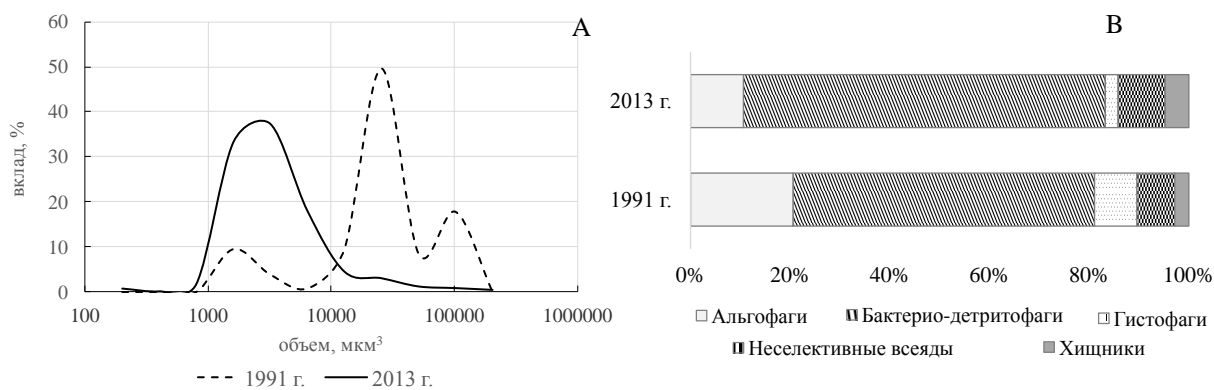 А
60
50
40
30
20
10
0
вклад, %
100 1000 10000 100000 1000000
объем, мкм³
1991 г. 2013 г.
В
2013 г.
1991 г.
0% 20% 40% 60% 80% 100%
Альгофаги Бактерио-детритофаги Гистофаги
Неселективные всеяды Хищники